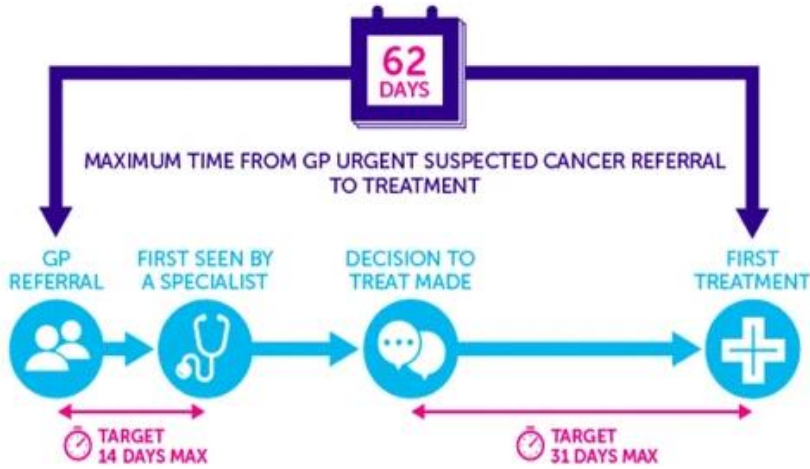 62
DAYS
MAXIMUM TIME FROM GP URGENT SUSPECTED CANCER REFERRAL
TO TREATMENT
GP
REFERRAL
FIRST SEEN BY
A SPECIALIST
DECISION TO
TREAT MADE
FIRST
TREATMENT
TARGET
14 DAYS MAX
TARGET
31 DAYS MAX